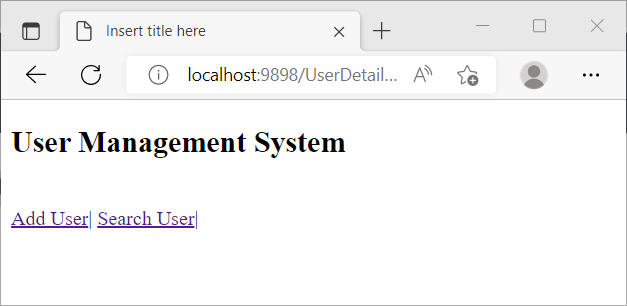 Insert title here
localhost:9898/UserDetail...
User Management System
Add User| Search User|